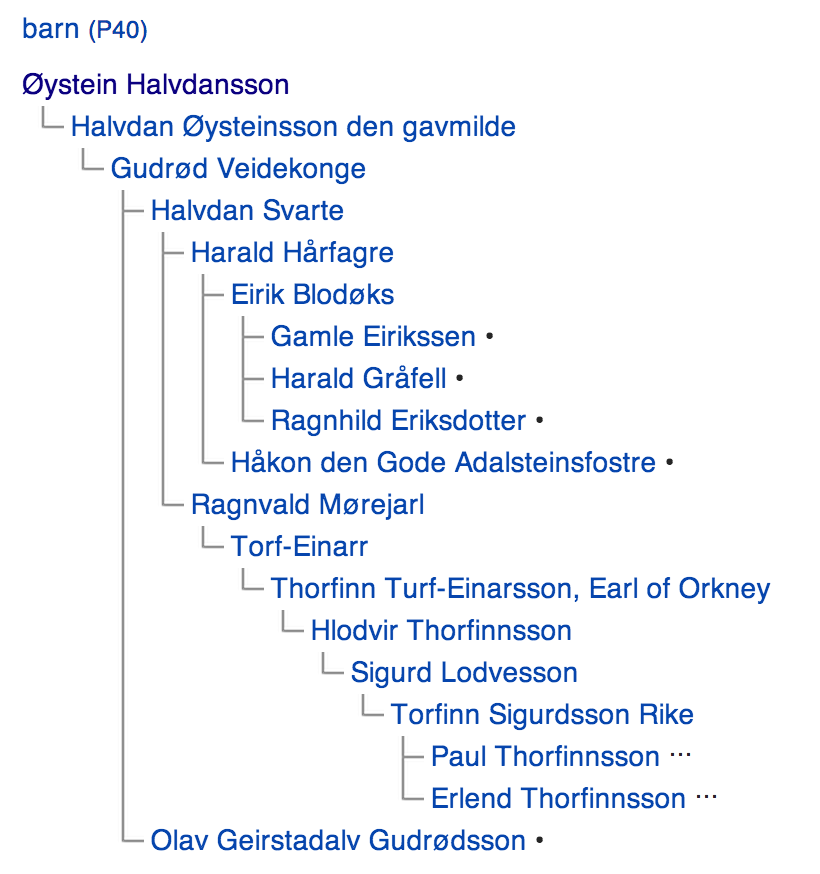 barn (P40)
Øystein Halvdansson
Halvdan Øysteinsson den gavmilde
Gudrød Veidekonge
Halvdan Svarte
Harald Hårfagre
Eirik Blodøks
Gamle Eirikssen •
Harald Gråfell •
Ragnhild Eriksdotter •
Håkon den Gode Adalsteinsfostre •
Ragnvald Mørejarl
Torf-Einarr
Thorfinn Turf-Einarsson, Earl of Orkney
Hlodvir Thorfinnsson
Sigurd Lodvesson
Torfinn Sigurdsson Rike
Paul Thorfinnsson ···
Erlend Thorfinnsson ···
Olav Geirstadalv Gudrødsson •